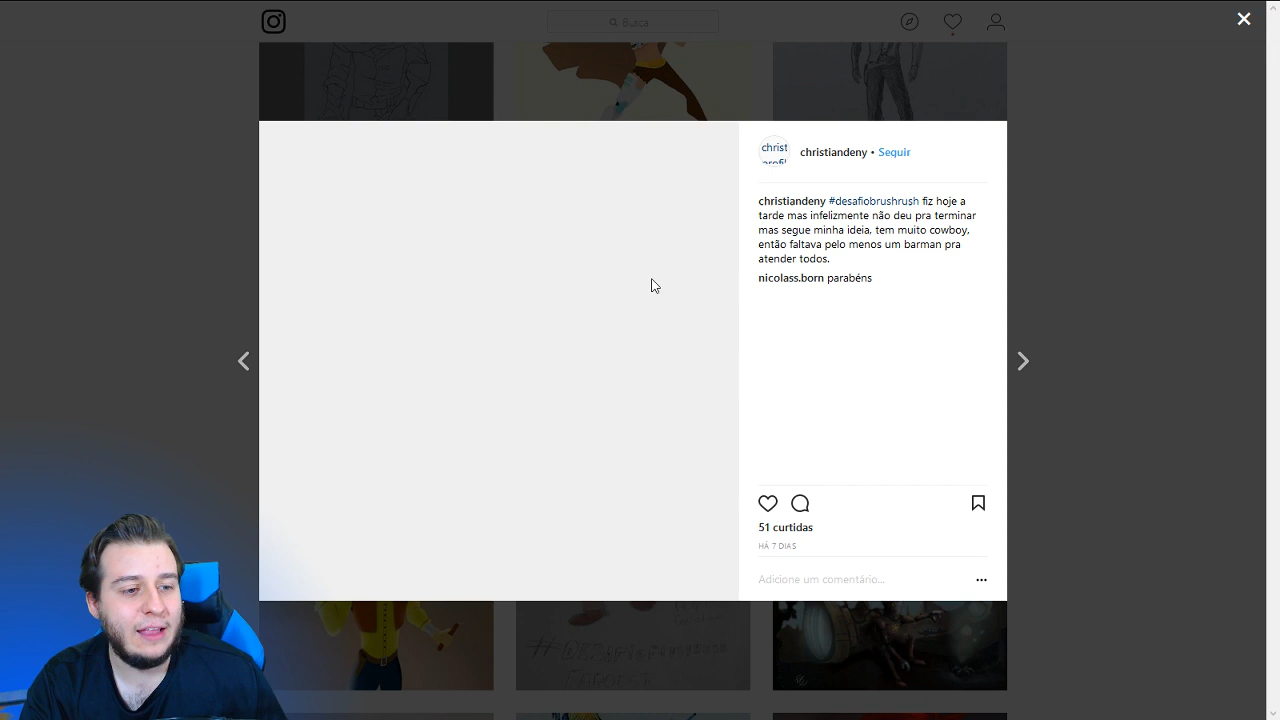 Busca
christ
profil
christiandeny • Seguir
christiandeny #desafiobrushrush fiz hoje a
tarde mas infelizmente não deu pra terminar
mas segue minha ideia, tem muito cowboy,
então faltava pelo menos um barman pra
atender todos.
nicolass.born parabéns
51 curtidas
HÁ 7 DIAS
Adicione um comentário...